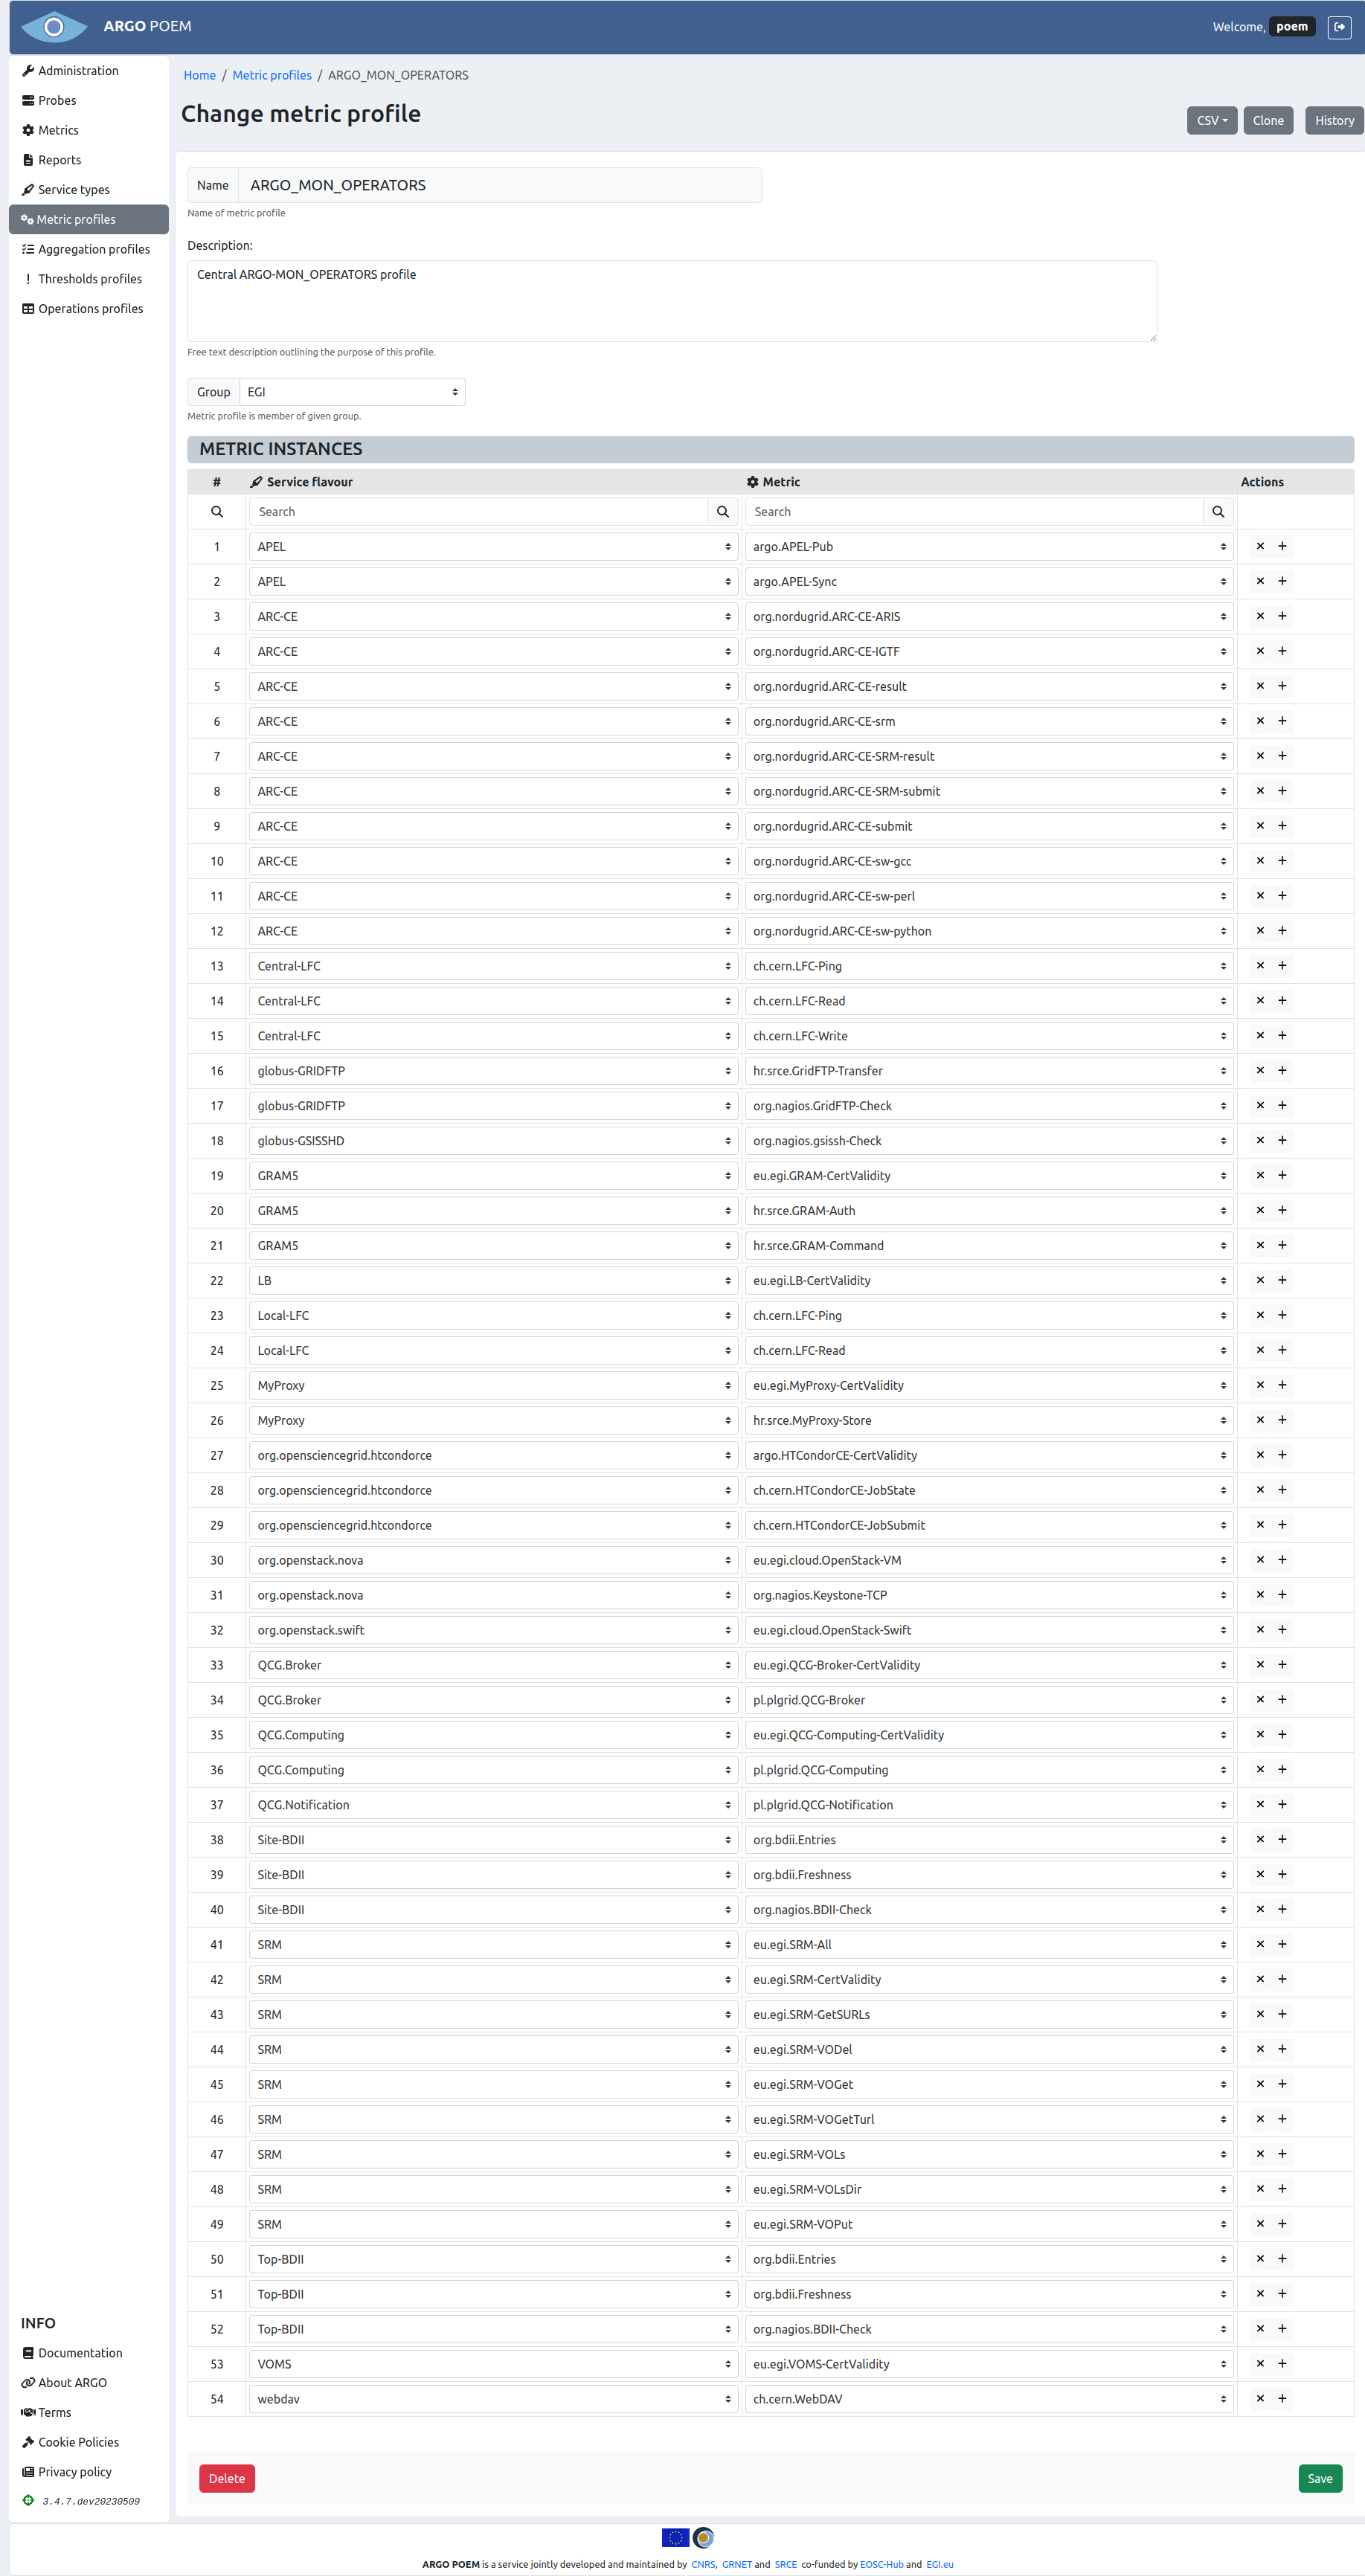 ARGO POEM
Welcome, poem
Administration
Probes
Metrics
Reports
Service types
Metric profiles
Aggregation profiles
Thresholds profiles
Operations profiles
Home / Metric profiles / ARGO_MON_OPERATORS
Change metric profile
CSV Clone History
Name ARGO_MON_OPERATORS
Name of metric profile
Description:
Central ARGO-MON_OPERATORS profile
Free text description outlining the purpose of this profile.
Group EGI
Metric profile is member of given group.
METRIC INSTANCES
# Service flavour Metric Actions
Search Search
1 APEL argo.APEL-Pub
2 APEL argo.APEL-Sync
3 ARC-CE org.nordugrid.ARC-CE-ARIS
4 ARC-CE org.nordugrid.ARC-CE-IGTF
5 ARC-CE org.nordugrid.ARC-CE-result
6 ARC-CE org.nordugrid.ARC-CE-srm
7 ARC-CE org.nordugrid.ARC-CE-SRM-result
8 ARC-CE org.nordugrid.ARC-CE-SRM-submit
9 ARC-CE org.nordugrid.ARC-CE-submit
10 ARC-CE org.nordugrid.ARC-CE-sw-gcc
11 ARC-CE org.nordugrid.ARC-CE-sw-perl
12 ARC-CE org.nordugrid.ARC-CE-sw-python
13 Central-LFC ch.cern.LFC-Ping
14 Central-LFC ch.cern.LFC-Read
15 Central-LFC ch.cern.LFC-Write
16 globus-GRIDFTP hr.srce.GridFTP-Transfer
17 globus-GRIDFTP org.nagios.GridFTP-Check
18 globus-GSISSHD org.nagios.gsissh-Check
19 GRAM5 eu.egi.GRAM-CertValidity
20 GRAM5 hr.srce.GRAM-Auth
21 GRAM5 hr.srce.GRAM-Command
22 LB eu.egi.LB-CertValidity
23 Local-LFC ch.cern.LFC-Ping
24 Local-LFC ch.cern.LFC-Read
25 MyProxy eu.egi.MyProxy-CertValidity
26 MyProxy hr.srce.MyProxy-Store
27 org.opensciencegrid.htcondorce argo.HTCondorCE-CertValidity
28 org.opensciencegrid.htcondorce ch.cern.HTCondorCE-JobState
29 org.opensciencegrid.htcondorce ch.cern.HTCondorCE-JobSubmit
30 org.openstack.nova eu.egi.cloud.OpenStack-VM
31 org.openstack.nova org.nagios.Keystone-TCP
32 org.openstack.swift eu.egi.cloud.OpenStack-Swift
33 QCG.Broker eu.egi.QCG-Broker-CertValidity
34 QCG.Broker pl.plgrid.QCG-Broker
35 QCG.Computing eu.egi.QCG-Computing-CertValidity
36 QCG.Computing pl.plgrid.QCG-Computing
37 QCG.Notification pl.plgrid.QCG-Notification
38 Site-BDII org.bdii.Entries
39 Site-BDII org.bdii.Freshness
40 Site-BDII org.nagios.BDII-Check
41 SRM eu.egi.SRM-All
42 SRM eu.egi.SRM-CertValidity
43 SRM eu.egi.SRM-GetSURLs
44 SRM eu.egi.SRM-VODel
45 SRM eu.egi.SRM-VOGet
46 SRM eu.egi.SRM-VOGetTurl
47 SRM eu.egi.SRM-VOLs
48 SRM eu.egi.SRM-VOLsDir
49 SRM eu.egi.SRM-VOPut
50 Top-BDII org.bdii.Entries
51 Top-BDII org.bdii.Freshness
52 Top-BDII org.nagios.BDII-Check
53 VOMS eu.egi.VOMS-CertValidity
54 webdav ch.cern.WebDAV
INFO
Documentation
About ARGO
Terms
Cookie Policies
Privacy policy
3.4.7.dev20230509
Delete Save
ARGO POEM is a service jointly developed and maintained by CNRS, GRNET and SRCE co-funded by EOSC-Hub and EGI.eu